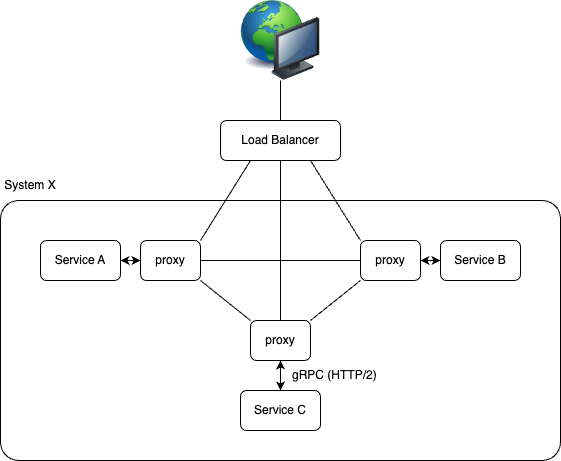 Load Balancer
System X
Service A
proxy
proxy
Service B
proxy
gRPC (HTTP/2)
Service C